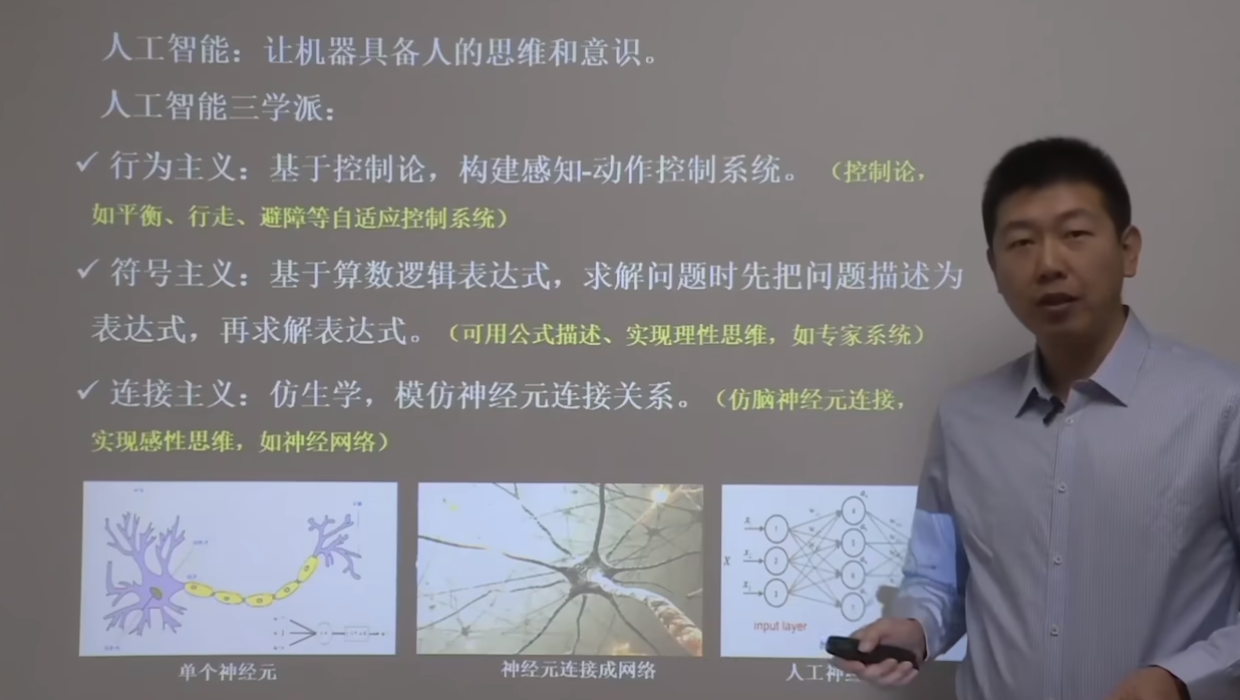 人工智能：让机器具备人的思维和意识。
人工智能三学派：
✓ 行为主义：基于控制论，构建感知-动作控制系统。（控制论，
如平衡、行走、避障等自适应控制系统）
✓ 符号主义：基于算数逻辑表达式，求解问题时先把问题描述为
表达式，再求解表达式。（可用公式描述、实现理性思维，如专家系统）
✓ 连接主义：仿生学，模仿神经元连接关系。（仿脑神经元连接，
实现感性思维，如神经网络）
X
1
2
3
input layer
单个神经元
神经元连接成网络
人工神